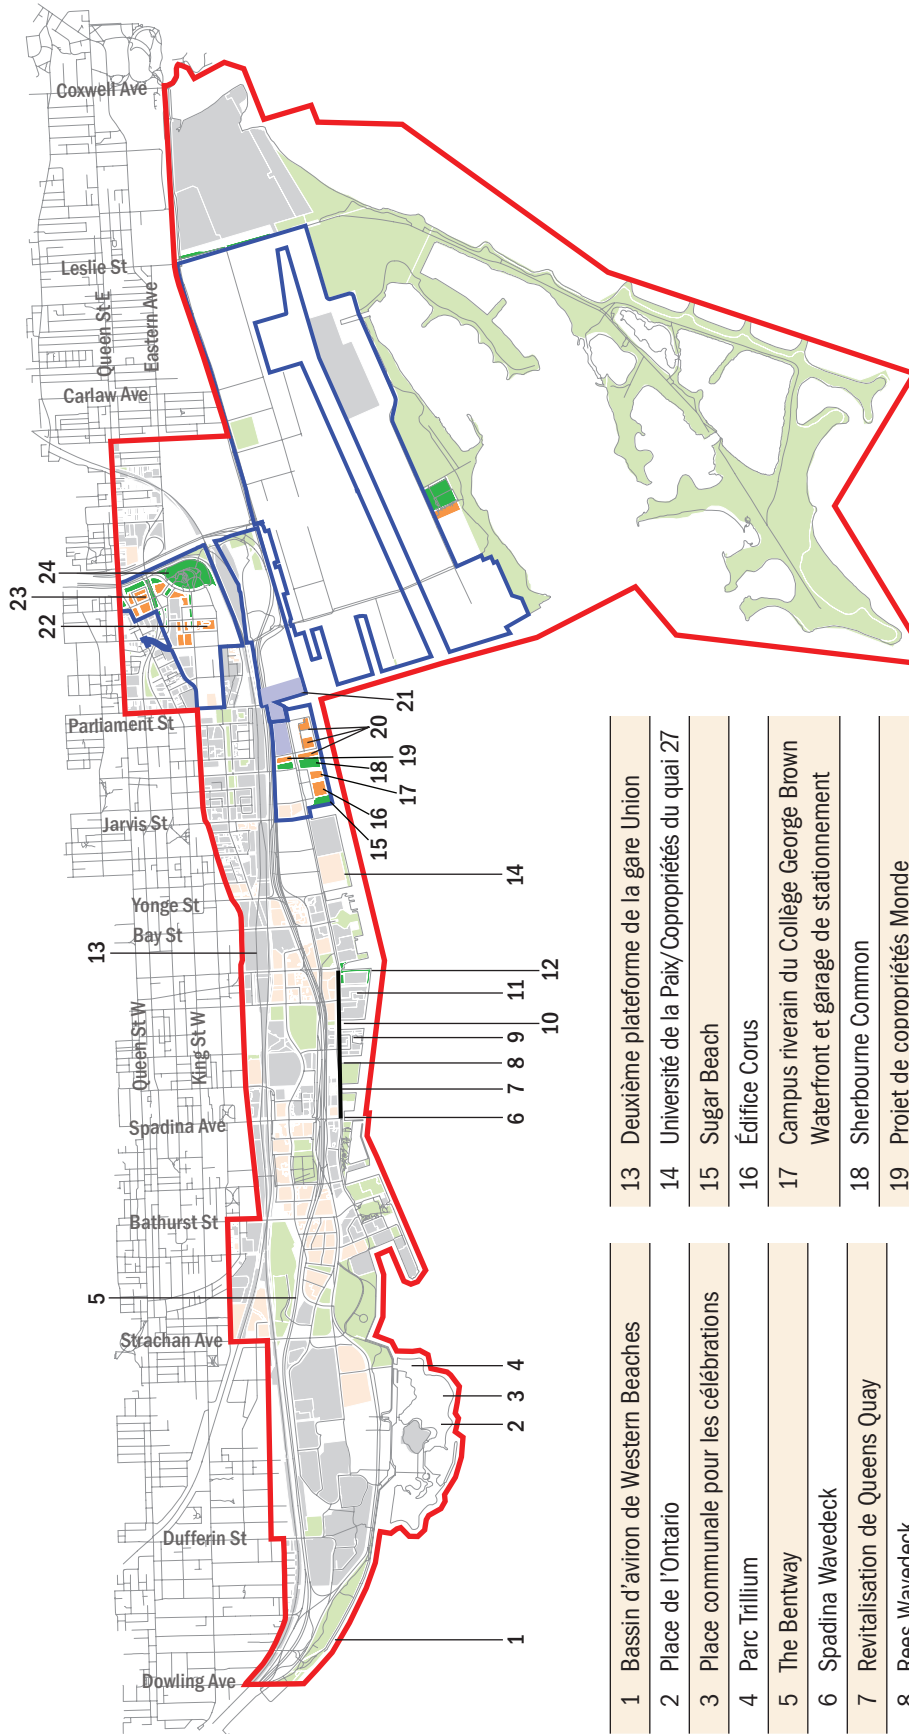 Coxwell Ave
Leslie St
Queen St E
Eastern Ave
Carlaw Ave
23
24
22
Parliament St
21
20
19
18
17
16
15
Jarvis St
14
Yonge St
Bay St
13
12
11
10
9
8
7
6
Queen St W
King St W
Spadina Ave
Bathurst St
5
Strachan Ave
4
3
2
Dufferin St
1
Dowling Ave
1 Bassin d'aviron de Western Beaches
2 Place de l'Ontario
3 Place communale pour les célébrations
4 Parc Trillium
5 The Bentway
6 Spadina Wavedeck
7 Revitalisation de Queens Quay
8 Rees Wavedeck
13 Deuxième plateforme de la gare Union
14 Université de la Paix/Copropriétés du quai 27
15 Sugar Beach
16 Édifice Corus
17 Campus riverain du Collège George Brown
Waterfront et garage de stationnement
18 Sherbourne Common
19 Projet de copropriétés Monde